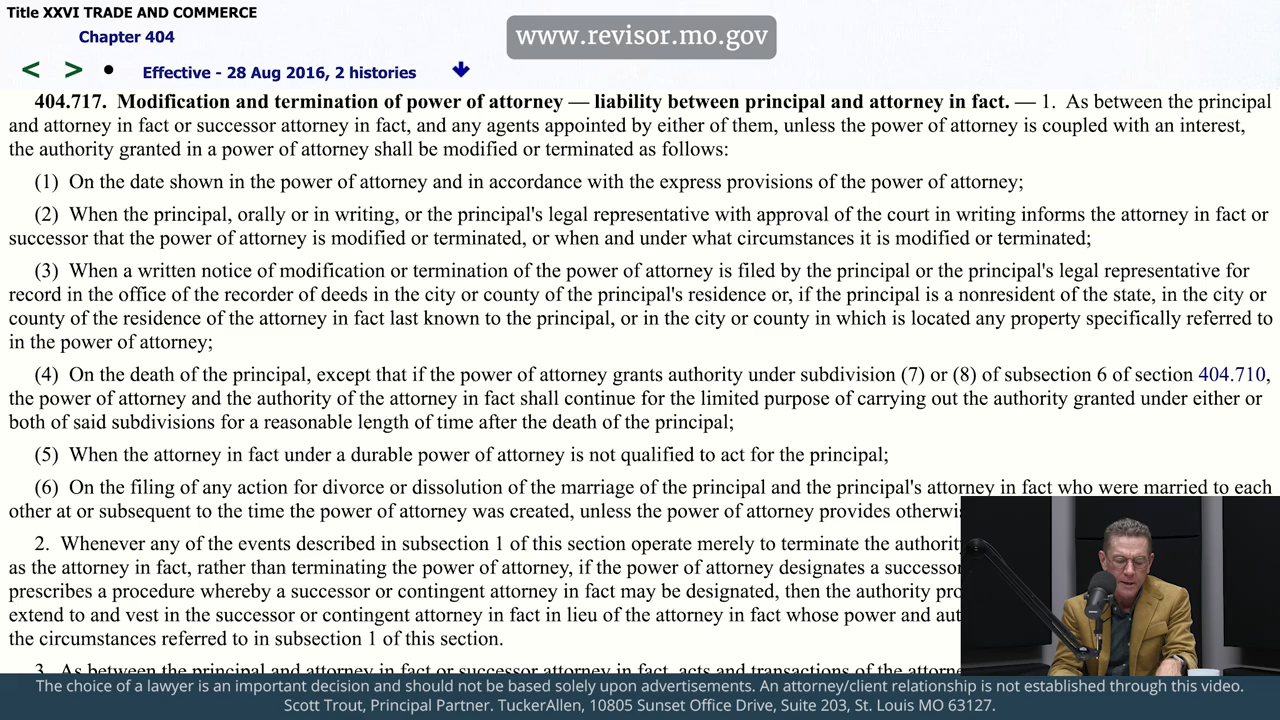 Title XXVI TRADE AND COMMERCE
Chapter 404
www.revisor.mo.gov
< > • Effective - 28 Aug 2016, 2 histories
404.717. Modification and termination of power of attorney — liability between principal and attorney in fact. — 1. As between the principal
and attorney in fact or successor attorney in fact, and any agents appointed by either of them, unless the power of attorney is coupled with an interest,
the authority granted in a power of attorney shall be modified or terminated as follows:
(1) On the date shown in the power of attorney and in accordance with the express provisions of the power of attorney;
(2) When the principal, orally or in writing, or the principal's legal representative with approval of the court in writing informs the attorney in fact or
successor that the power of attorney is modified or terminated, or when and under what circumstances it is modified or terminated;
(3) When a written notice of modification or termination of the power of attorney is filed by the principal or the principal's legal representative for
record in the office of the recorder of deeds in the city or county of the principal's residence or, if the principal is a nonresident of the state, in the city or
county of the residence of the attorney in fact last known to the principal, or in the city or county in which is located any property specifically referred to
in the power of attorney;
(4) On the death of the principal, except that if the power of attorney grants authority under subdivision (7) or (8) of subsection 6 of section 404.710,
the power of attorney and the authority of the attorney in fact shall continue for the limited purpose of carrying out the authority granted under either or
both of said subdivisions for a reasonable length of time after the death of the principal;
(5) When the attorney in fact under a durable power of attorney is not qualified to act for the principal;
(6) On the filing of any action for divorce or dissolution of the marriage of the principal and the principal's attorney in fact who were married to each
other at or subsequent to the time the power of attorney was created, unless the power of attorney provides
2. Whenever any of the events described in subsection 1 of this section operate merely to terminate the
as the attorney in fact, rather than terminating the power of attorney, if the power of attorney designates a successor
prescribes a procedure whereby a successor or contingent attorney in fact may be designated, then the authority
extend to and vest in the successor or contingent attorney in fact in lieu of the attorney in fact whose power and
the circumstances referred to in subsection 1 of this section.
3. As between the principal and attorney in fact or successor attorney in fact, acts and transactions of the
The choice of a lawyer is an important decision and should not be based solely upon advertisements. An attorney/client relationship is not established through this video.
Scott Trout, Principal Partner. TuckerAllen, 10805 Sunset Office Drive, Suite 203, St. Louis MO 63127.